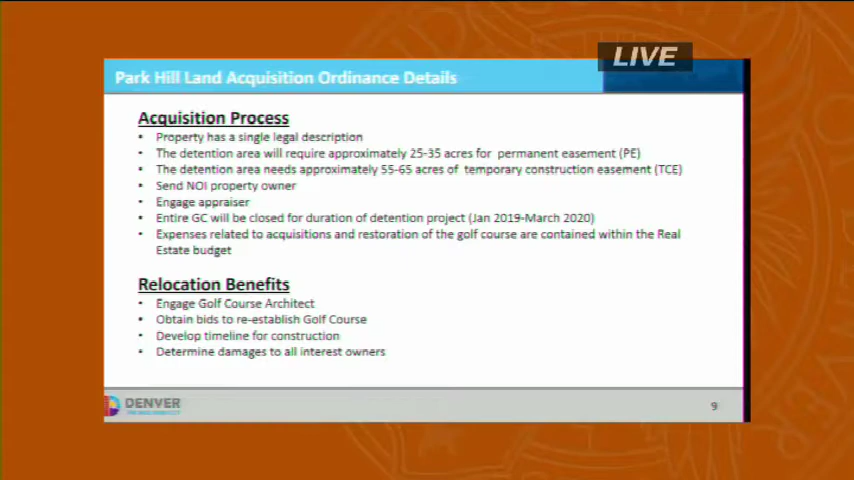 LIVE
Park Hill Land Acquisition Ordinance Details
Acquisition Process
• Property has a single legal description
• The detention area will require approximately 25-35 acres for permanent easement (PE)
• The detention area needs approximately 55-65 acres of temporary construction easement (TCE)
• Send NOI property owner
• Engage appraiser
• Entire GC will be closed for duration of detention project (Jan 2019-March 2020)
• Expenses related to acquisitions and restoration of the golf course are contained within the Real
Estate budget
Relocation Benefits
• Engage Golf Course Architect
• Obtain bids to re-establish Golf Course
• Develop timeline for construction
• Determine damages to all interest owners
DENVER
9